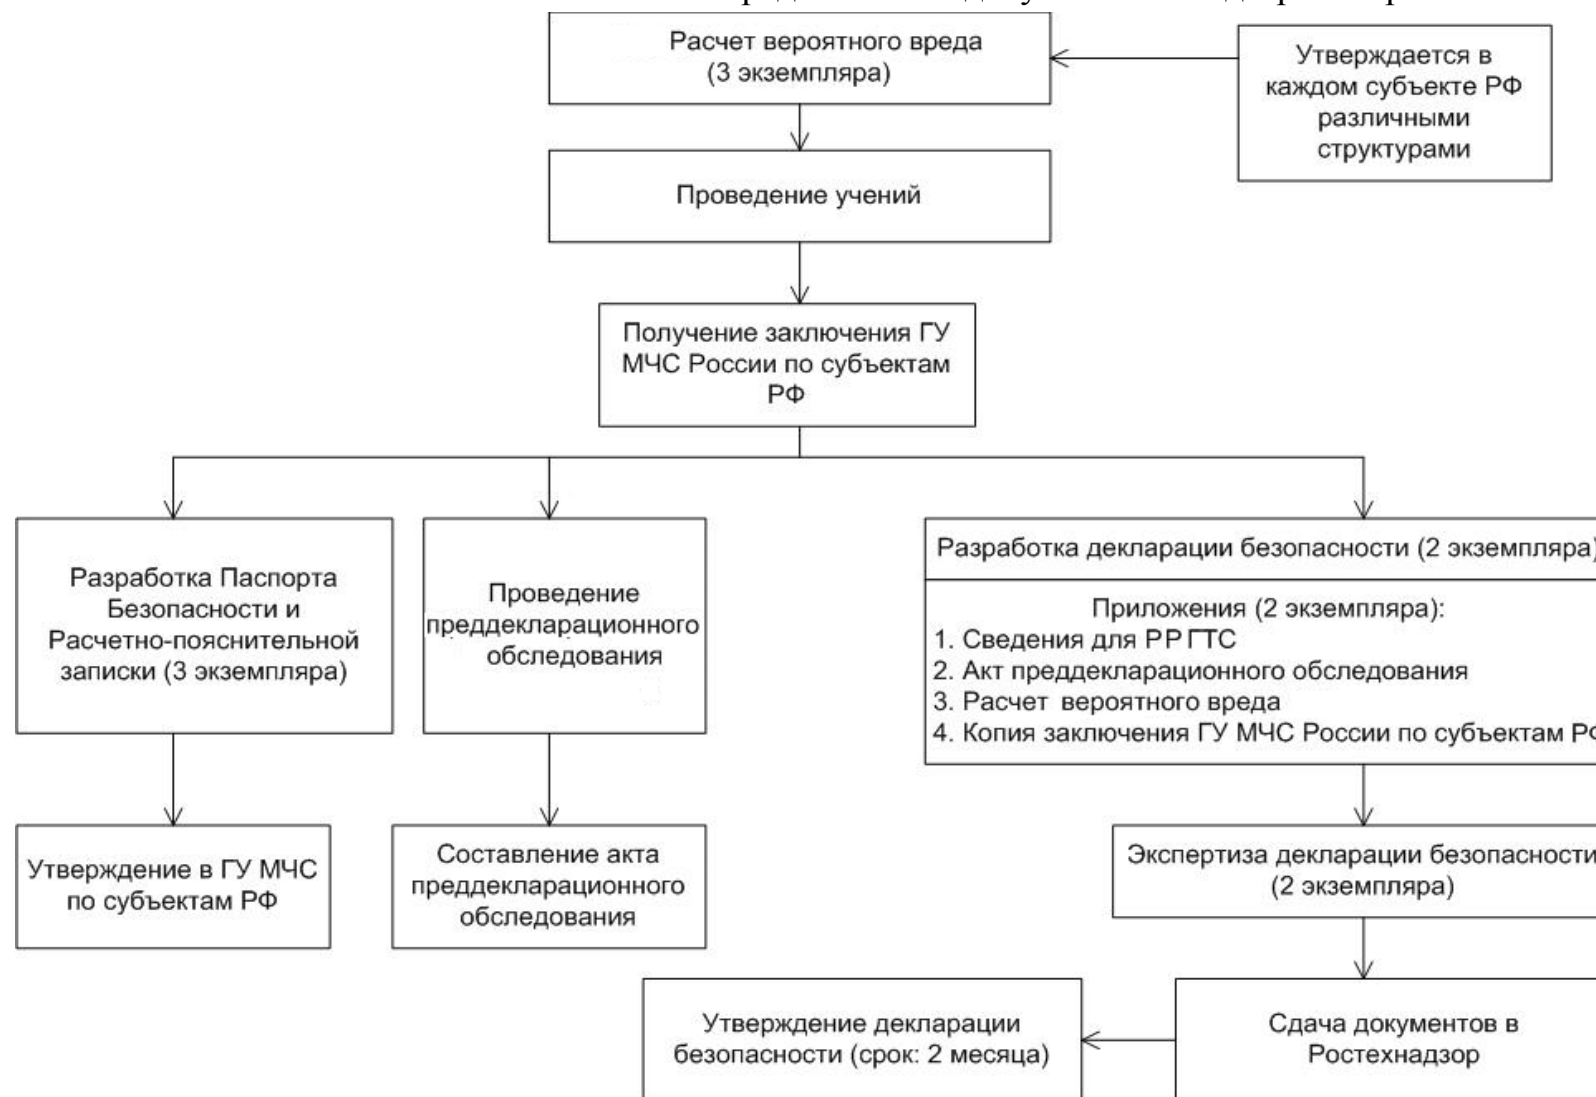 Расчет вероятного вреда
(3 экземпляра)
Утверждается в
каждом субъекте РФ
различными
структурами
Проведение учений
Получение заключения ГУ
МЧС России по субъектам
РФ
Разработка Паспорта
Безопасности и
Расчетно-пояснительной
записки (3 экземпляра)
Проведение
преддекларационного
обследования
Разработка декларации безопасности (2 экземпляра)
Приложения (2 экземпляра):
1. Сведения для РРГТС
2. Акт преддекларационного обследования
3. Расчет вероятного вреда
4. Копия заключения ГУ МЧС России по субъектам РФ
Утверждение в ГУ МЧС
по субъектам РФ
Составление акта
преддекларационного
обследования
Экспертиза декларации безопасности
(2 экземпляра)
Утверждение декларации
безопасности (срок: 2 месяца)
Сдача документов в
Ростехнадзор